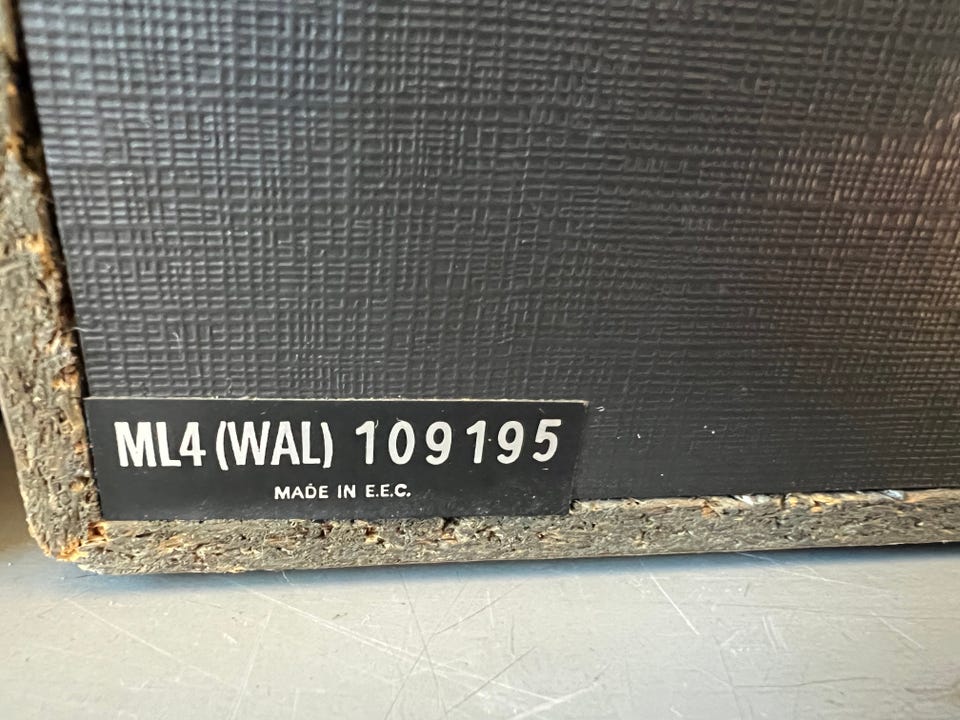 ML4 (WAL) 109195
MADE IN E.E.C.